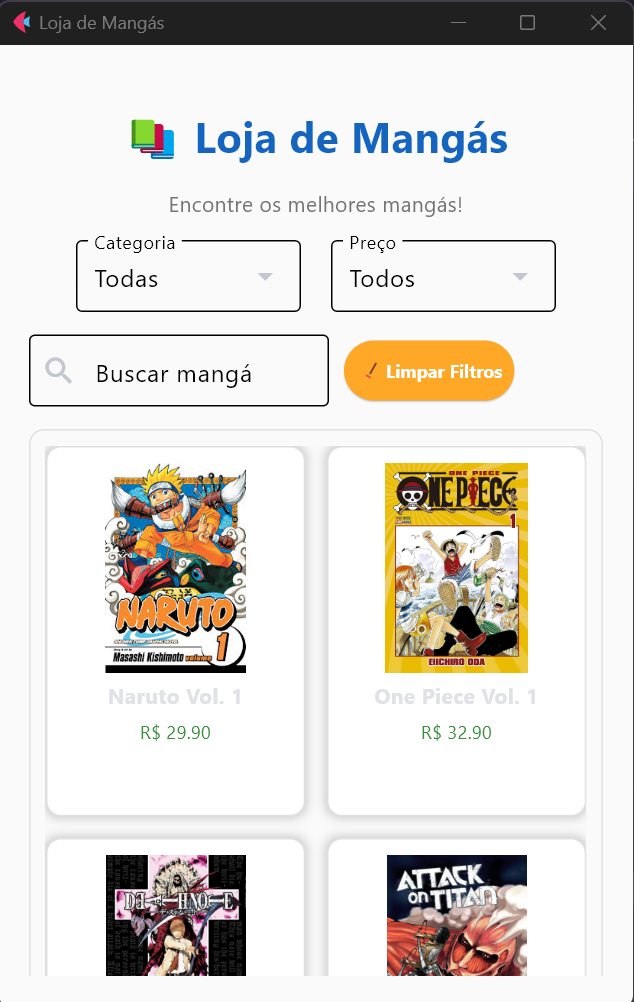 Loja de Mangás
Loja de Mangás
Encontre os melhores mangás!
Categoria
Todas
Preço
Todos
Buscar mangá
Limpar Filtros
NARUTO
Masashi Kishimoto
1
Naruto Vol. 1
R$ 29.90
ONE PIECE
ONE PIECE
1
EIICHIRO ODA
One Piece Vol. 1
R$ 32.90
DEATH NOTE
ATTACK
ON TITAN